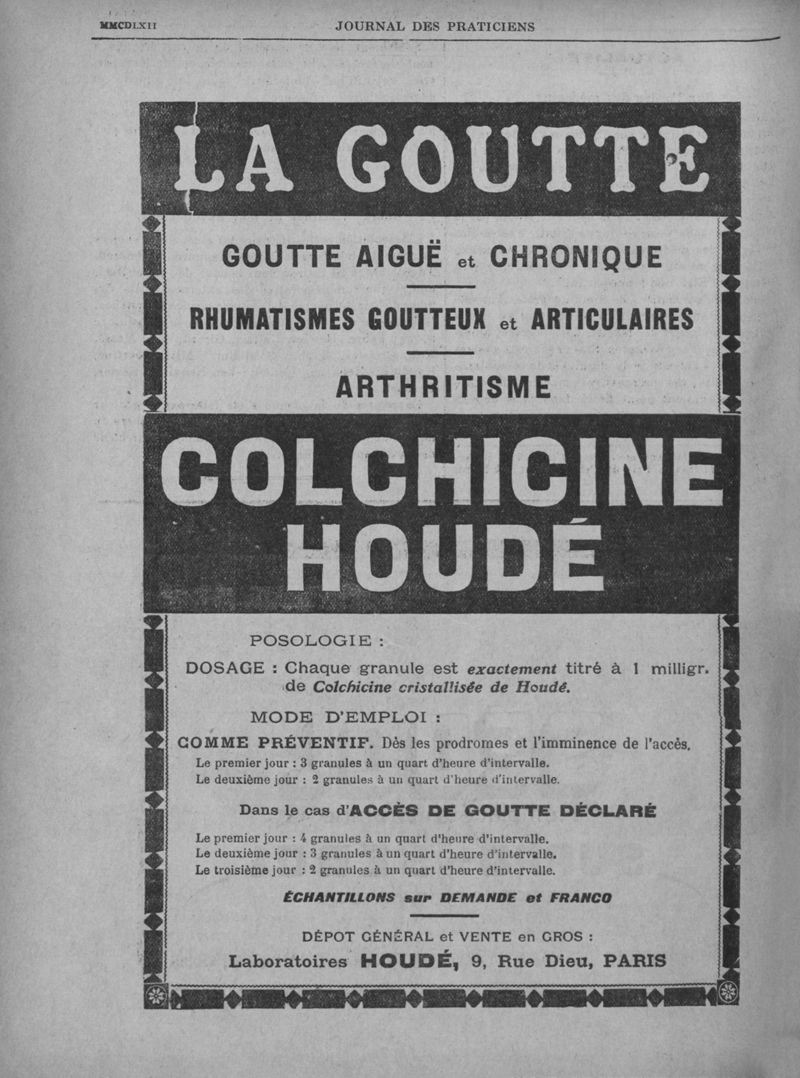 MMCDLXII
JOURNAL DES PRATICIENS
LA GOUTTE
GOUTTE AIGUË et CHRONIQUE
RHUMATISMES GOUTTEUX et ARTICULAIRES
ARTHRITISME
COLCHICINE
HOUDÉ
POSOLOGIE :
DOSAGE : Chaque granule est exactement titré à 1 milligr.
de Colchicine cristallisée de Houdé.
MODE D'EMPLOI :
COMME PRÉVENTIF. Dès les prodromes et l'imminence de l'accès.
Le premier jour : 3 granules à un quart d'heure d'intervalle.
Le deuxième jour : 2 granules à un quart d'heure d'intervalle.
Dans le cas d'ACCÈS DE GOUTTE DÉCLARÉ
Le premier jour : 4 granules à un quart d'heure d'intervalle.
Le deuxième jour : 3 granules à un quart d'heure d'intervalle.
Le troisième jour : 2 granules à un quart d'heure d'intervalle.
ÉCHANTILLONS sur DEMANDE et FRANCO
DÉPOT GÉNÉRAL et VENTE en GROS :
Laboratoires HOUDÉ, 9, Rue Dieu, PARIS